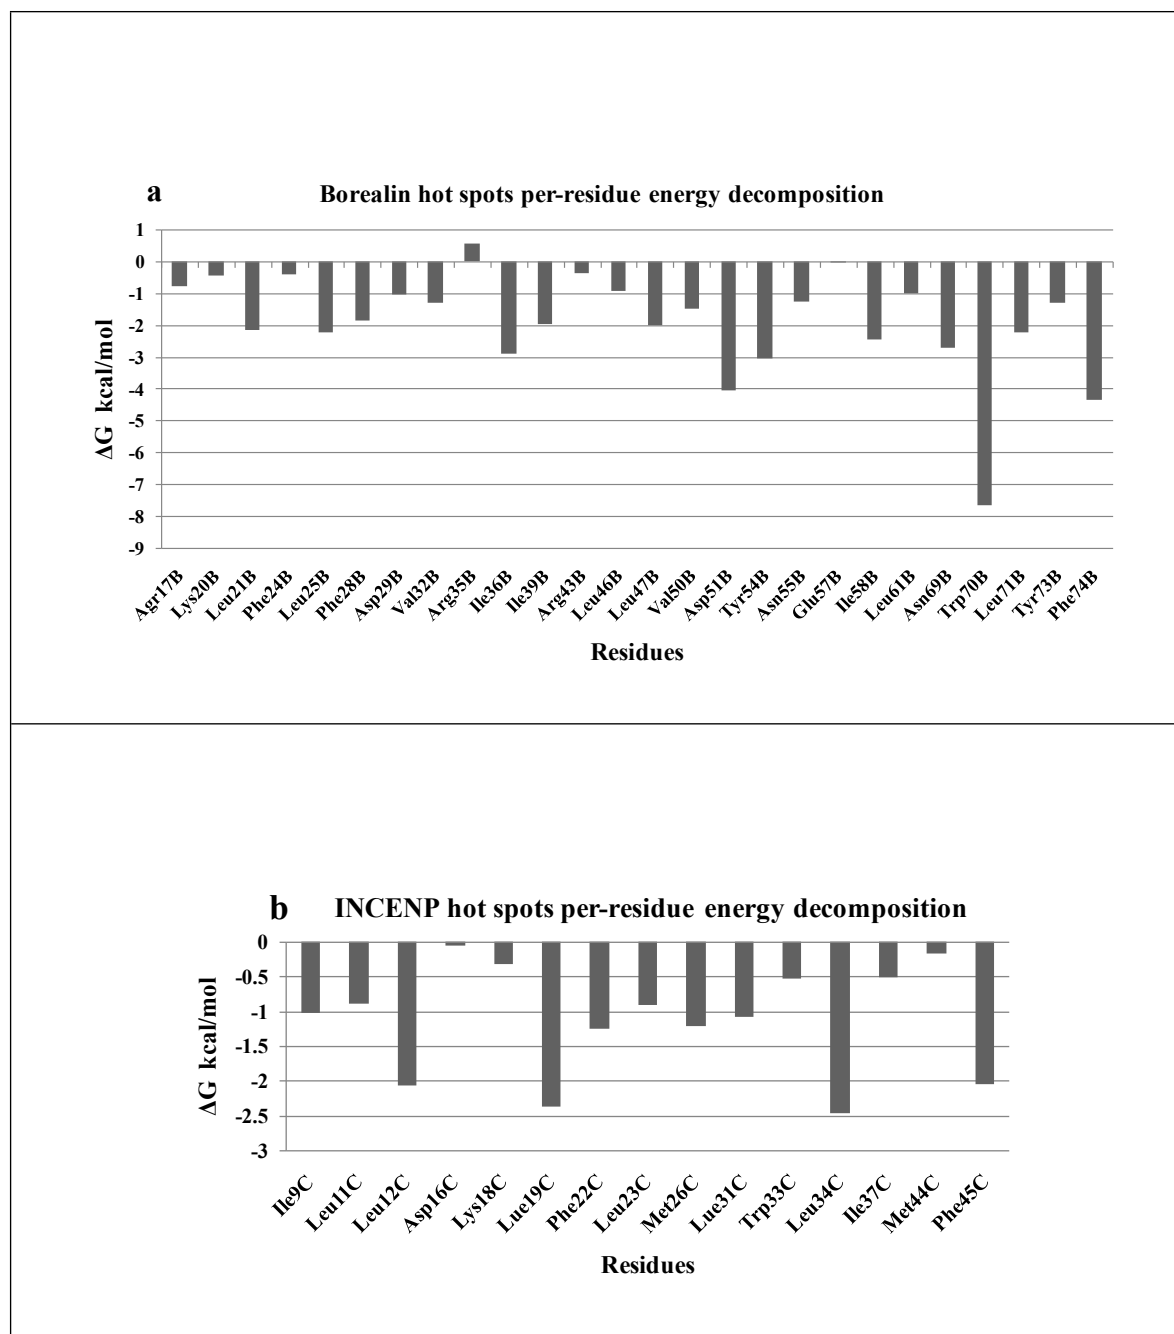 a
Borealin hot spots per-residue energy decomposition
1
0
-1
-2
-3
-4
-5
-6
-7
-8
-9
ΔG kcal/mol
Agr17B
Lys20B
Leu21B
Phe24B
Leu25B
Phe28B
Asp29B
Val32B
Arg35B
Ile36B
Ile39B
Arg43B
Leu46B
Leu47B
Val50B
Asp51B
Tyr54B
Asn55B
Glu57B
Ile58B
Leu61B
Asn69B
Trp70B
Leu71B
Tyr73B
Phe74B
Residues
b
INCENP hot spots per-residue energy decomposition
0
-0.5
-1
-1.5
-2
-2.5
-3
ΔG kcal/mol
Ile9C
Leu11C
Leu12C
Asp16C
Lys18C
Lue19C
Phe22C
Leu23C
Met26C
Lue31C
Trp33C
Leu34C
Ile37C
Met44C
Phe45C
Residues